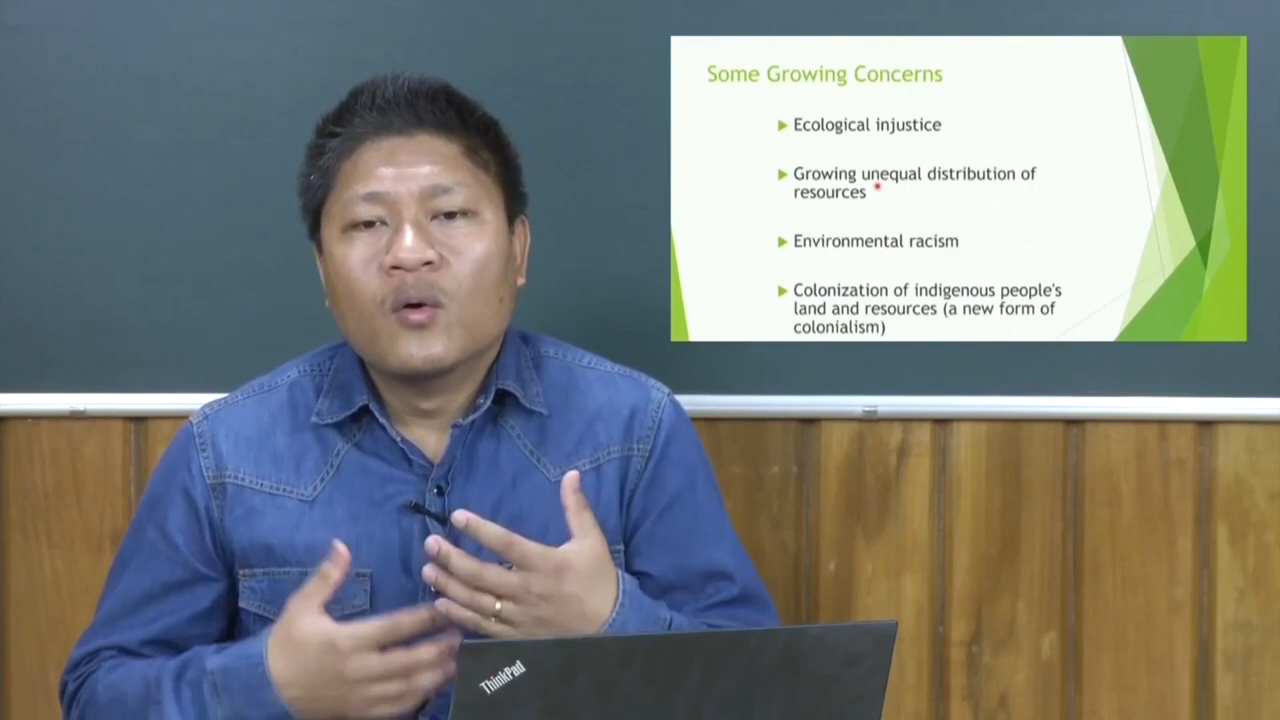 Some Growing Concerns
▶ Ecological injustice
▶ Growing unequal distribution of
resources
▶ Environmental racism
▶ Colonization of indigenous people's
land and resources (a new form of
colonialism)
ThinkPad